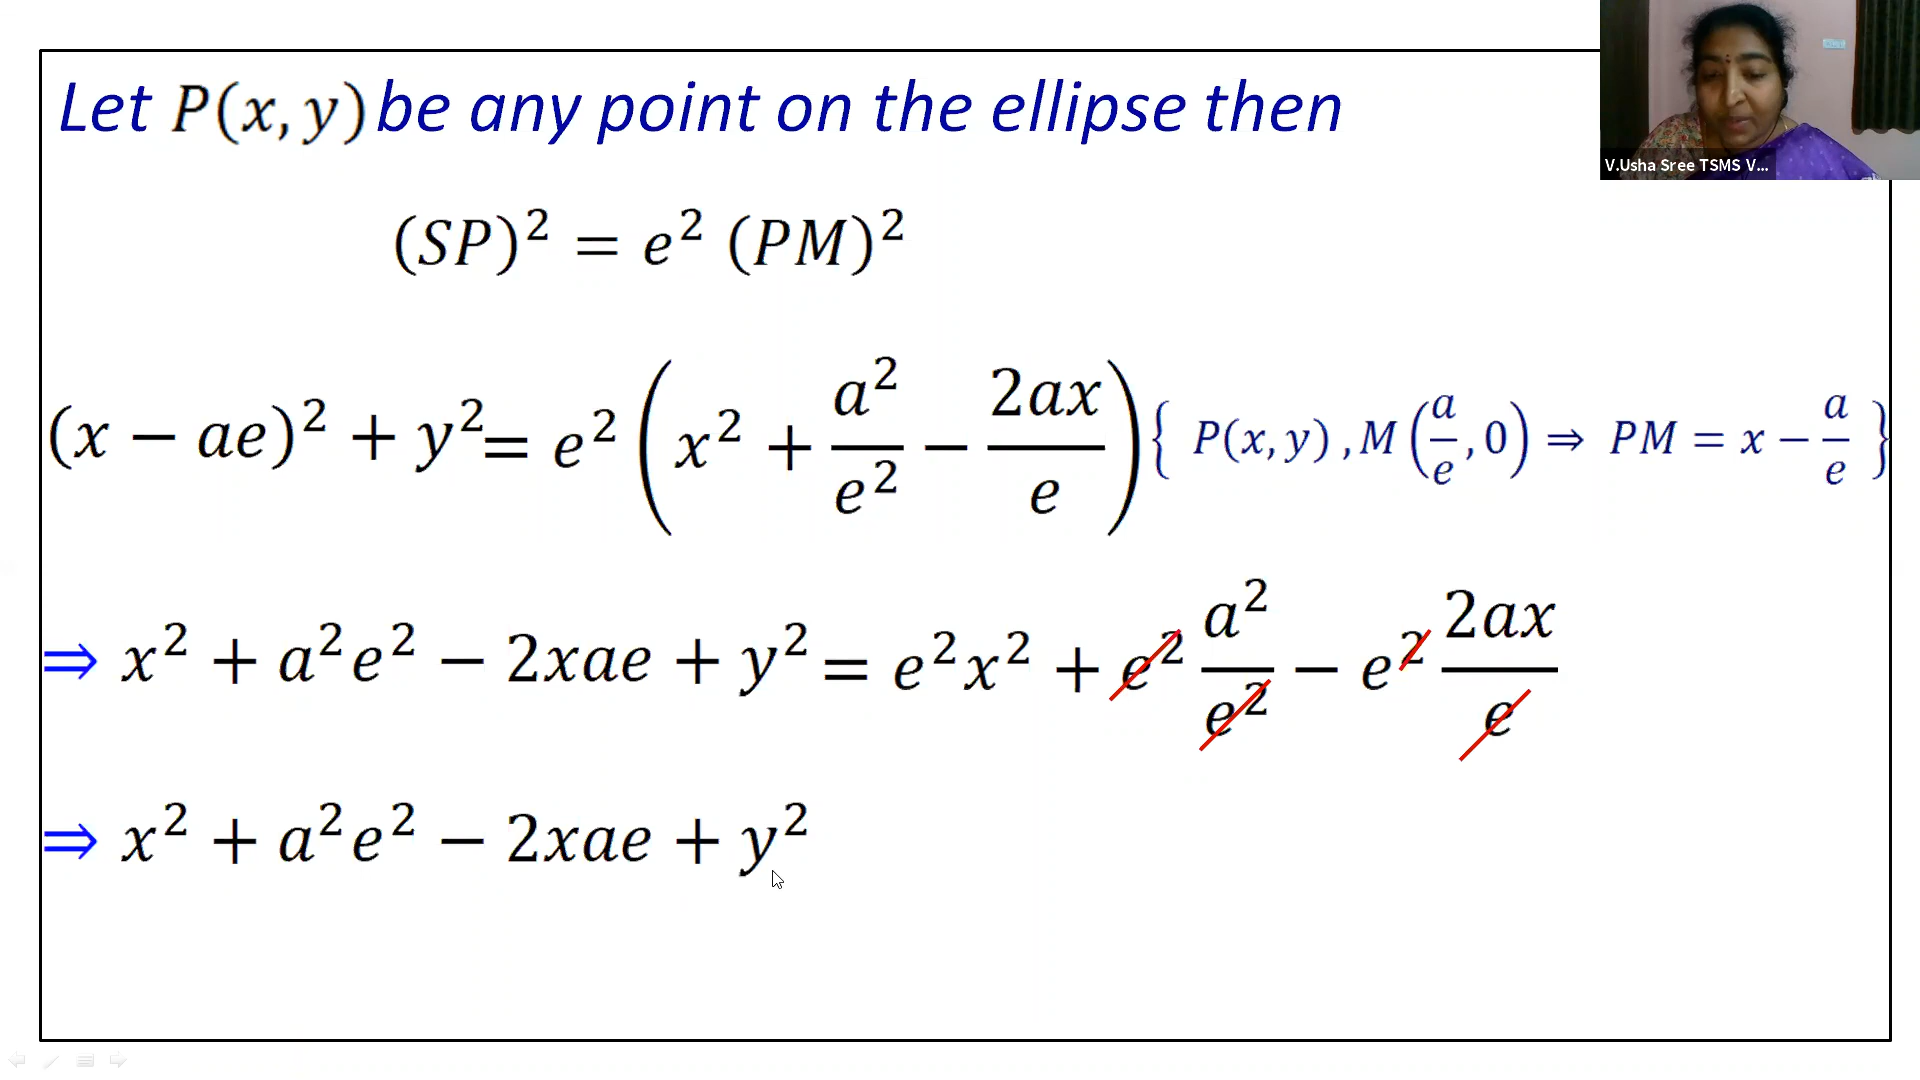 Let P(x, y) be any point on the ellipse then
V.Usha Sree TSMS V...
(SP)² = e² (PM)²
(x − ae)² + y² = e² (x² + a²/e² − 2ax/e) { P(x, y) , M (a/e, 0) ⇒ PM = x − a/e }
⇒ x² + a²e² − 2xae + y² = e²x² + e² a²/e² − e² 2ax/e
⇒ x² + a²e² − 2xae + y²